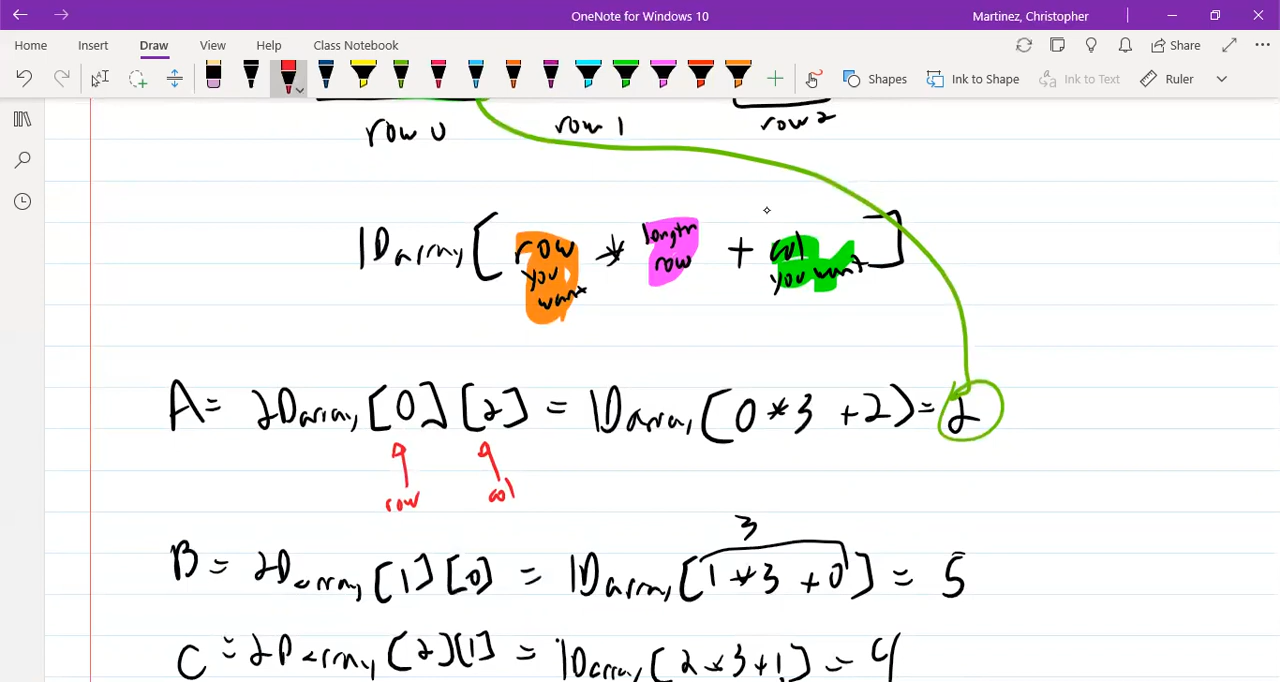 OneNote for Windows 10
Martinez, Christopher
Home Insert Draw View Help Class Notebook Share
Shapes Ink to Shape Ink to Text Ruler
row 0 row 1 row 2
1Darray[ row you want * length row + col you want ]
A = 2Darray[0][2] = 1Darray(0*3 +2) = 2
row col
3
B = 2Darray[1][0] = 1Darray[1*3 +0] = 5
C = 2Darray[2][1] = 1Darray[2*3+1] = 9